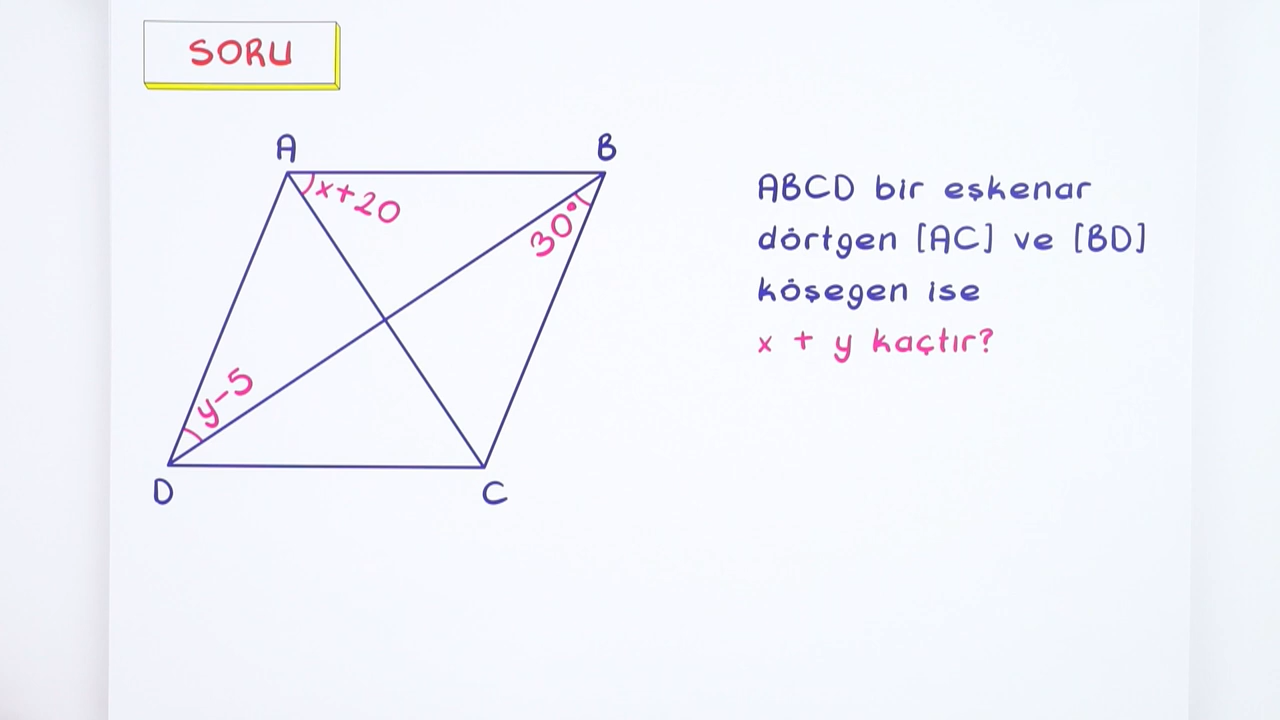 SORU
A
B
x+20
30°
y-5
D
C
ABCD bir eşkenar
dörtgen [AC] ve [BD]
köşegen ise
x + y kaçtır?